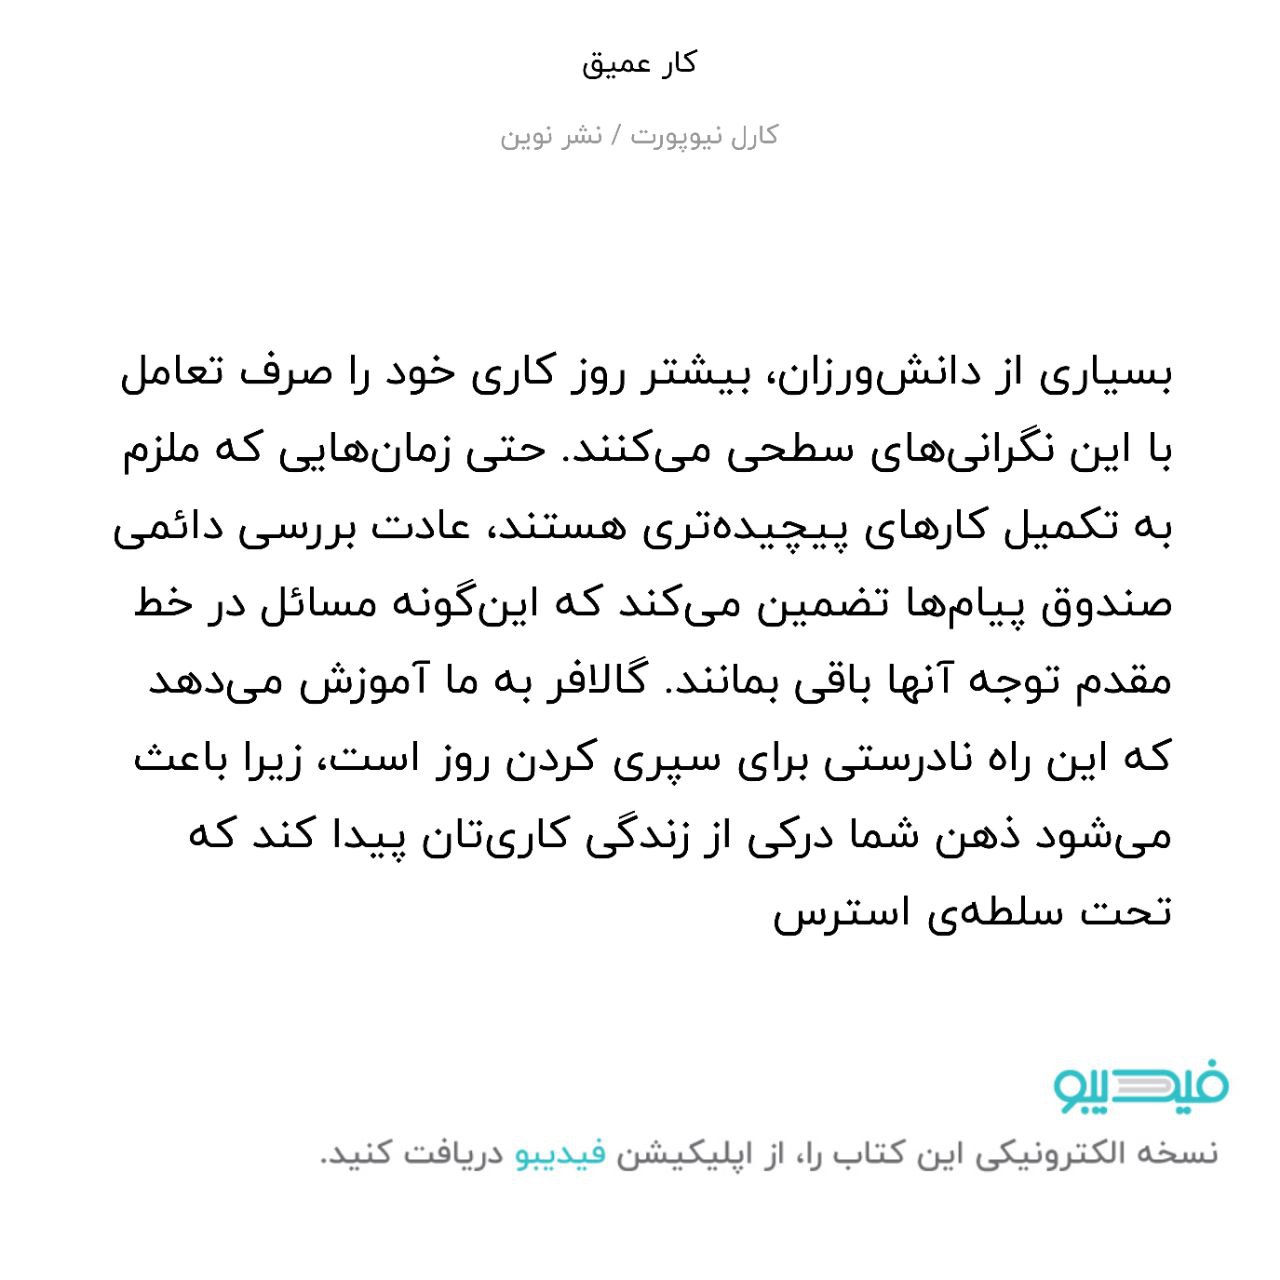 کار عمیق
کارل نیوپورت / نشر نوین
بسیاری از دانش‌ورزان، بیشتر روز کاری خود را صرف تعامل
با این نگرانی‌های سطحی می‌کنند. حتی زمان‌هایی که ملزم
به تکمیل کارهای پیچیده‌تری هستند، عادت بررسی دائمی
صندوق پیام‌ها تضمین می‌کند که این‌گونه مسائل در خط
مقدم توجه آنها باقی بمانند. گالافر به ما آموزش می‌دهد
که این راه نادرستی برای سپری کردن روز است، زیرا باعث
می‌شود ذهن شما درکی از زندگی کاری‌تان پیدا کند که
تحت سلطه‌ی استرس
فیدیبو
نسخه الکترونیکی این کتاب را، از اپلیکیشن فیدیبو دریافت کنید.